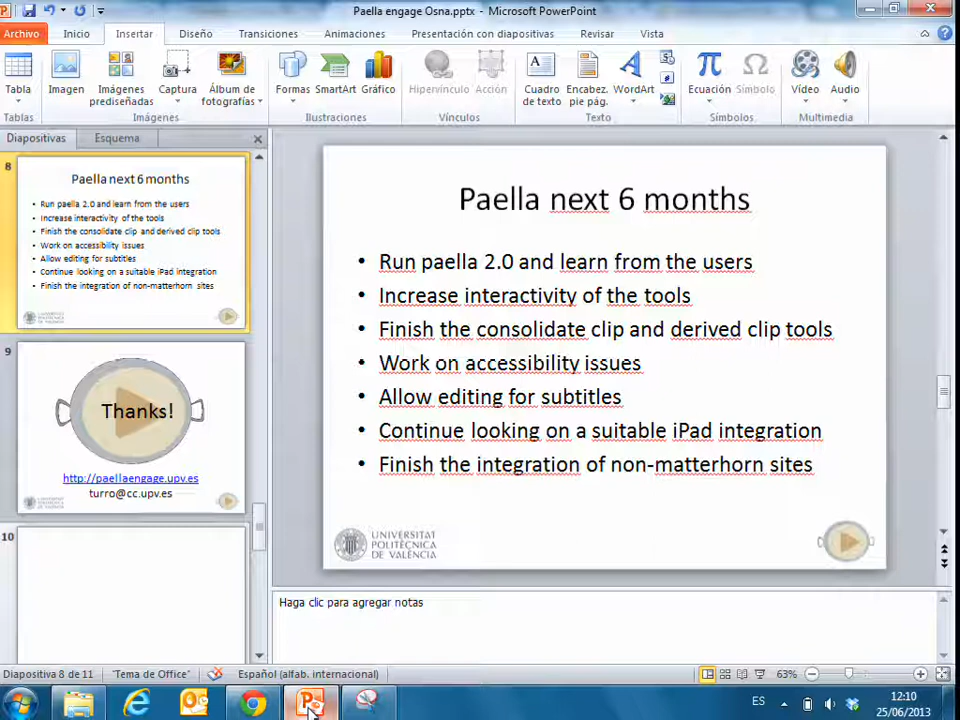 Paella engage Osna.pptx - Microsoft PowerPoint
Archivo Inicio Insertar Diseño Transiciones Animaciones Presentación con diapositivas Revisar Vista
Tabla Imagen Imágenes prediseñadas Captura Álbum de fotografías Formas SmartArt Gráfico Hipervínculo Acción Cuadro de texto Encabez. pie pág. WordArt Ecuación Símbolo Vídeo Audio
Tablas Imágenes Ilustraciones Vínculos Texto Símbolos Multimedia
Diapositivas Esquema
8
Paella next 6 months
Run paella 2.0 and learn from the users
Increase interactivity of the tools
Finish the consolidate clip and derived clip tools
Work on accessibility issues
Allow editing for subtitles
Continue looking on a suitable iPad integration
Finish the integration of non-matterhorn sites
9
Thanks!
http://paellaengage.upv.es
turro@cc.upv.es
10
Paella next 6 months
• Run paella 2.0 and learn from the users
• Increase interactivity of the tools
• Finish the consolidate clip and derived clip tools
• Work on accessibility issues
• Allow editing for subtitles
• Continue looking on a suitable iPad integration
• Finish the integration of non-matterhorn sites
UNIVERSITAT
POLITÈCNICA
DE VALÈNCIA
Haga clic para agregar notas
Diapositiva 8 de 11 "Tema de Office" Español (alfab. internacional) 63%
ES
12:10
25/06/2013